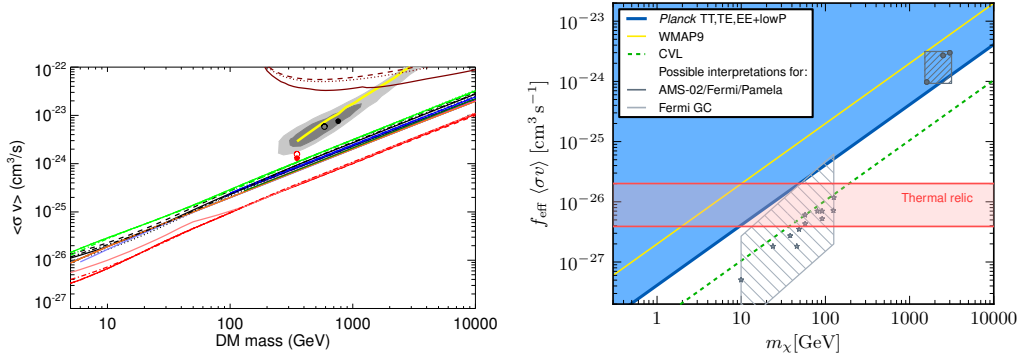 10⁻²²
10⁻²³
10⁻²⁴
10⁻²⁵
10⁻²⁶
10⁻²⁷
<σ v> (cm³/s)
10
100
1000
10000
DM mass (GeV)
10⁻²³
10⁻²⁴
10⁻²⁵
10⁻²⁶
10⁻²⁷
f_eff ⟨σv⟩ [cm³ s⁻¹]
Planck TT,TE,EE+lowP
WMAP9
CVL
Possible interpretations for:
AMS-02/Fermi/Pamela
Fermi GC
Thermal relic
1
10
100
1000
10000
m_χ[GeV]